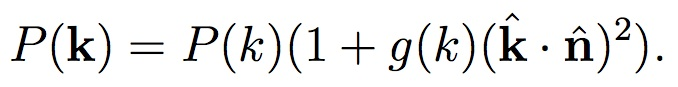 P(𝐤) = P(k)(1 + g(k)(𝐤̂ · 𝐧̂)²).